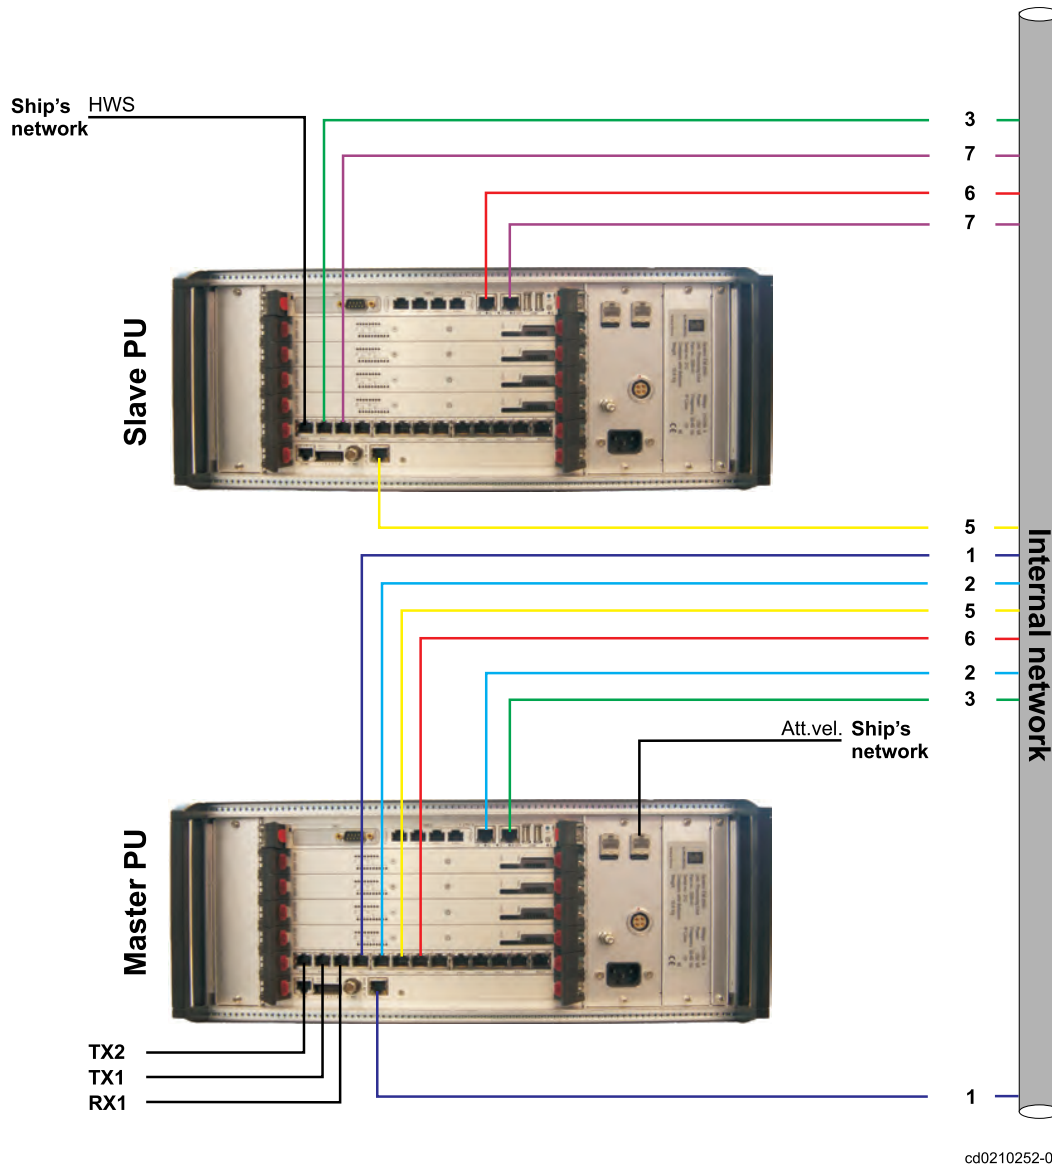 Ship's HWS
network
3
7
6
7
Slave PU
5
1
2
5
6
2
3
Internal network
Att.vel. Ship's
network
Master PU
TX2
TX1
RX1
1
cd0210252-0